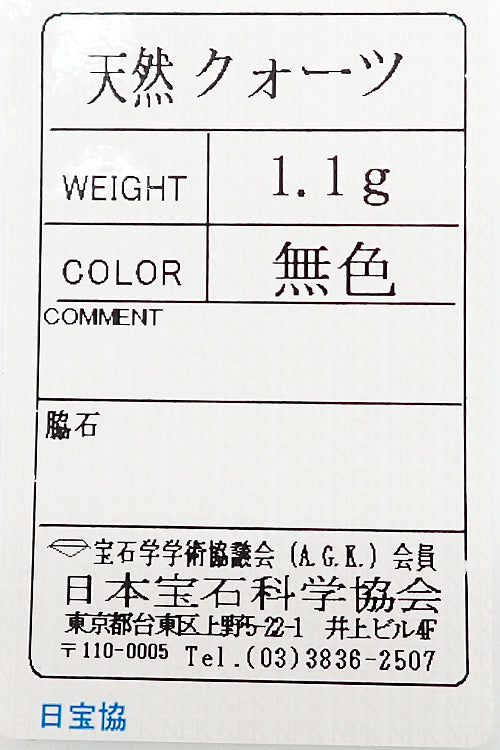 天然クォーツ
WEIGHT 1.1g
COLOR 無色
COMMENT
脇石
宝石学学術協議会 (A.G.K.) 会員
日本宝石科学協会
東京都台東区上野5-22-1 井上ビル4F
〒110-0005 Tel.(03)3836-2507
日宝協